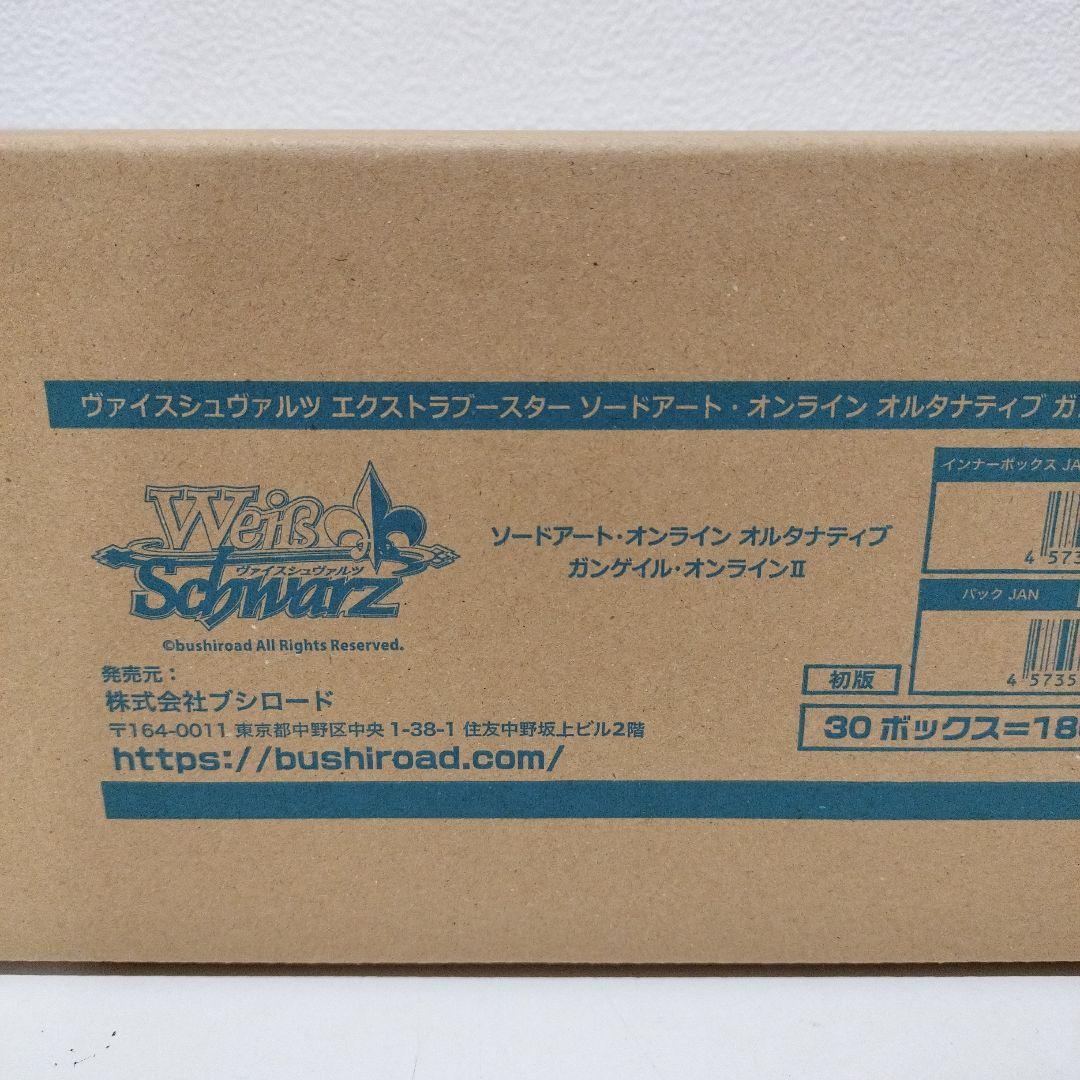 ヴァイスシュヴァルツ エクストラブースター ソードアート・オンライン オルタナティブ ガ
Weiß
ヴァイスシュヴァルツ
Schwarz
©bushiroad All Rights Reserved.
ソードアート・オンライン オルタナティブ
ガンゲイル・オンラインⅡ
インナーボックス JA
4 573
パック JAN
4 5735
初版
30 ボックス=18
発売元：
株式会社ブシロード
〒164-0011 東京都中野区中央 1-38-1 住友中野坂上ビル2階
https://bushiroad.com/